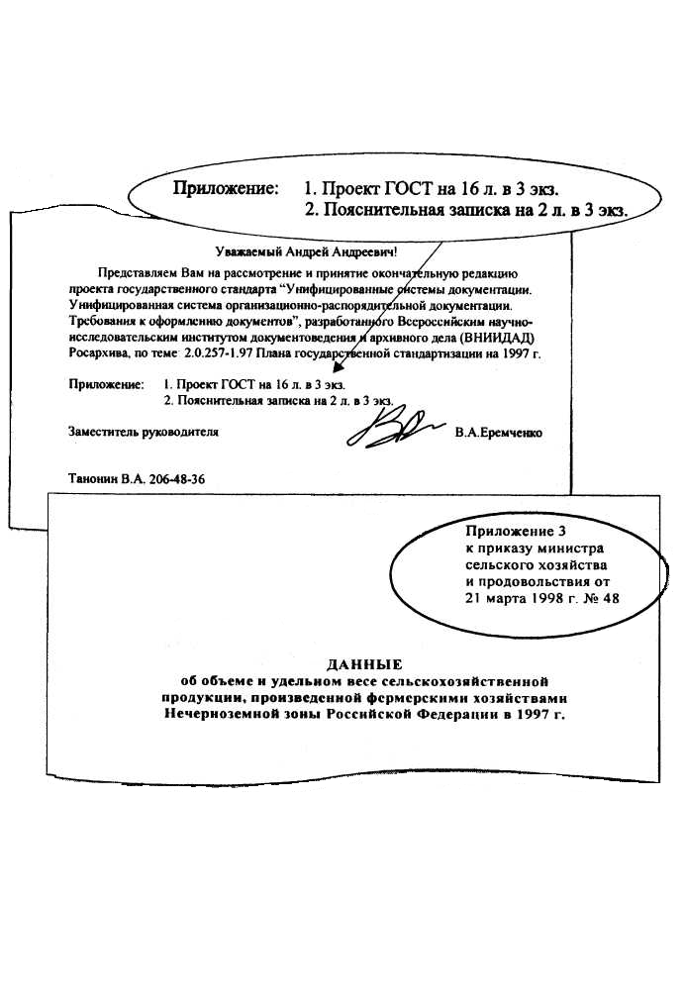 Приложение: 1. Проект ГОСТ на 16 л. в 3 экз.
2. Пояснительная записка на 2 л. в 3 экз.
Уважаемый Андрей Андреевич!
Представляем Вам на рассмотрение и принятие окончательную редакцию
проекта государственного стандарта “Унифицированные системы документации.
Унифицированная система организационно-распорядительной документации.
Требования к оформлению документов”, разработанного Всероссийским научно-
исследовательским институтом документоведения и архивного дела (ВНИИДАД)
Росархива, по теме 2.0.257-1.97 Плана государственной стандартизации на 1997 г.
Приложение: 1. Проект ГОСТ на 16 л. в 3 экз.
2. Пояснительная записка на 2 л. в 3 экз.
Заместитель руководителя В.А.Еремченко
Танонин В.А. 206-48-36
Приложение 3
к приказу министра
сельского хозяйства
и продовольствия от
21 марта 1998 г. № 48
ДАННЫЕ
об объеме и удельном весе сельскохозяйственной
продукции, произведенной фермерскими хозяйствами
Нечерноземной зоны Российской Федерации в 1997 г.